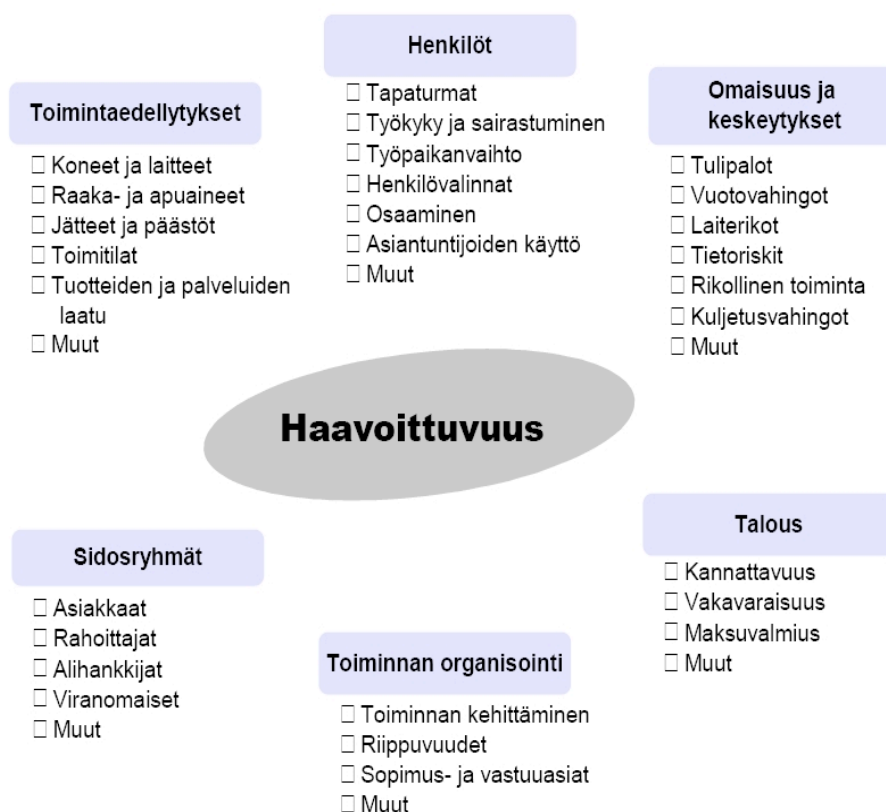 Henkilöt
☐ Tapaturmat
☐ Työkyky ja sairastuminen
☐ Työpaikanvaihto
☐ Henkilövalinnat
☐ Osaaminen
☐ Asiantuntijoiden käyttö
☐ Muut
Toimintaedellytykset
☐ Koneet ja laitteet
☐ Raaka- ja apuaineet
☐ Jätteet ja päästöt
☐ Toimitilat
☐ Tuotteiden ja palveluiden
laatu
☐ Muut
Omaisuus ja
keskeytykset
☐ Tulipalot
☐ Vuotovahingot
☐ Laiterikot
☐ Tietoriskit
☐ Rikollinen toiminta
☐ Kuljetusvahingot
☐ Muut
Haavoittuvuus
Sidosryhmät
☐ Asiakkaat
☐ Rahoittajat
☐ Alihankkijat
☐ Viranomaiset
☐ Muut
Toiminnan organisointi
☐ Toiminnan kehittäminen
☐ Riippuvuudet
☐ Sopimus- ja vastuuasiat
☐ Muut
Talous
☐ Kannattavuus
☐ Vakavaraisuus
☐ Maksuvalmius
☐ Muut